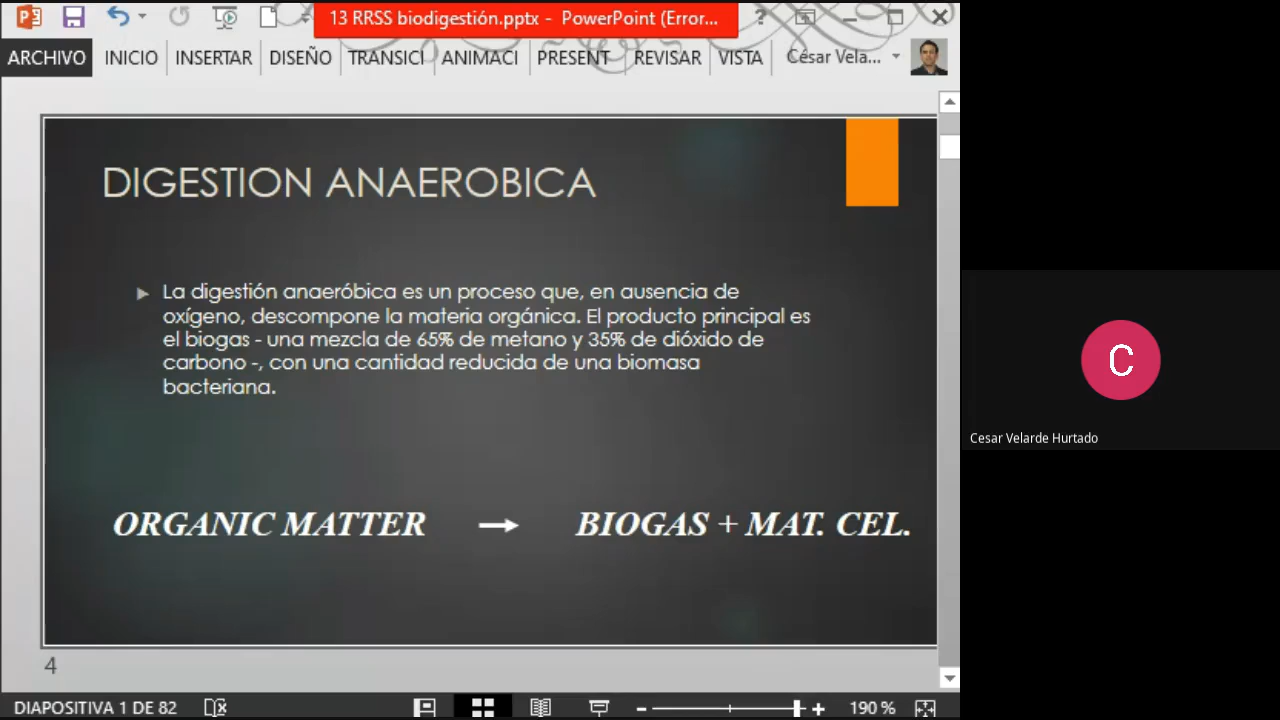 13 RRSS biodigestión.pptx - PowerPoint (Error...
?
ARCHIVO INICIO INSERTAR DISEÑO TRANSICI ANIMACI PRESENT REVISAR VISTA César Vela...
DIGESTION ANAEROBICA
La digestión anaeróbica es un proceso que, en ausencia de
oxígeno, descompone la materia orgánica. El producto principal es
el biogas - una mezcla de 65% de metano y 35% de dióxido de
carbono -, con una cantidad reducida de una biomasa
bacteriana.
ORGANIC MATTER → BIOGAS + MAT. CEL.
4
DIAPOSITIVA 1 DE 82
190 %
C
Cesar Velarde Hurtado